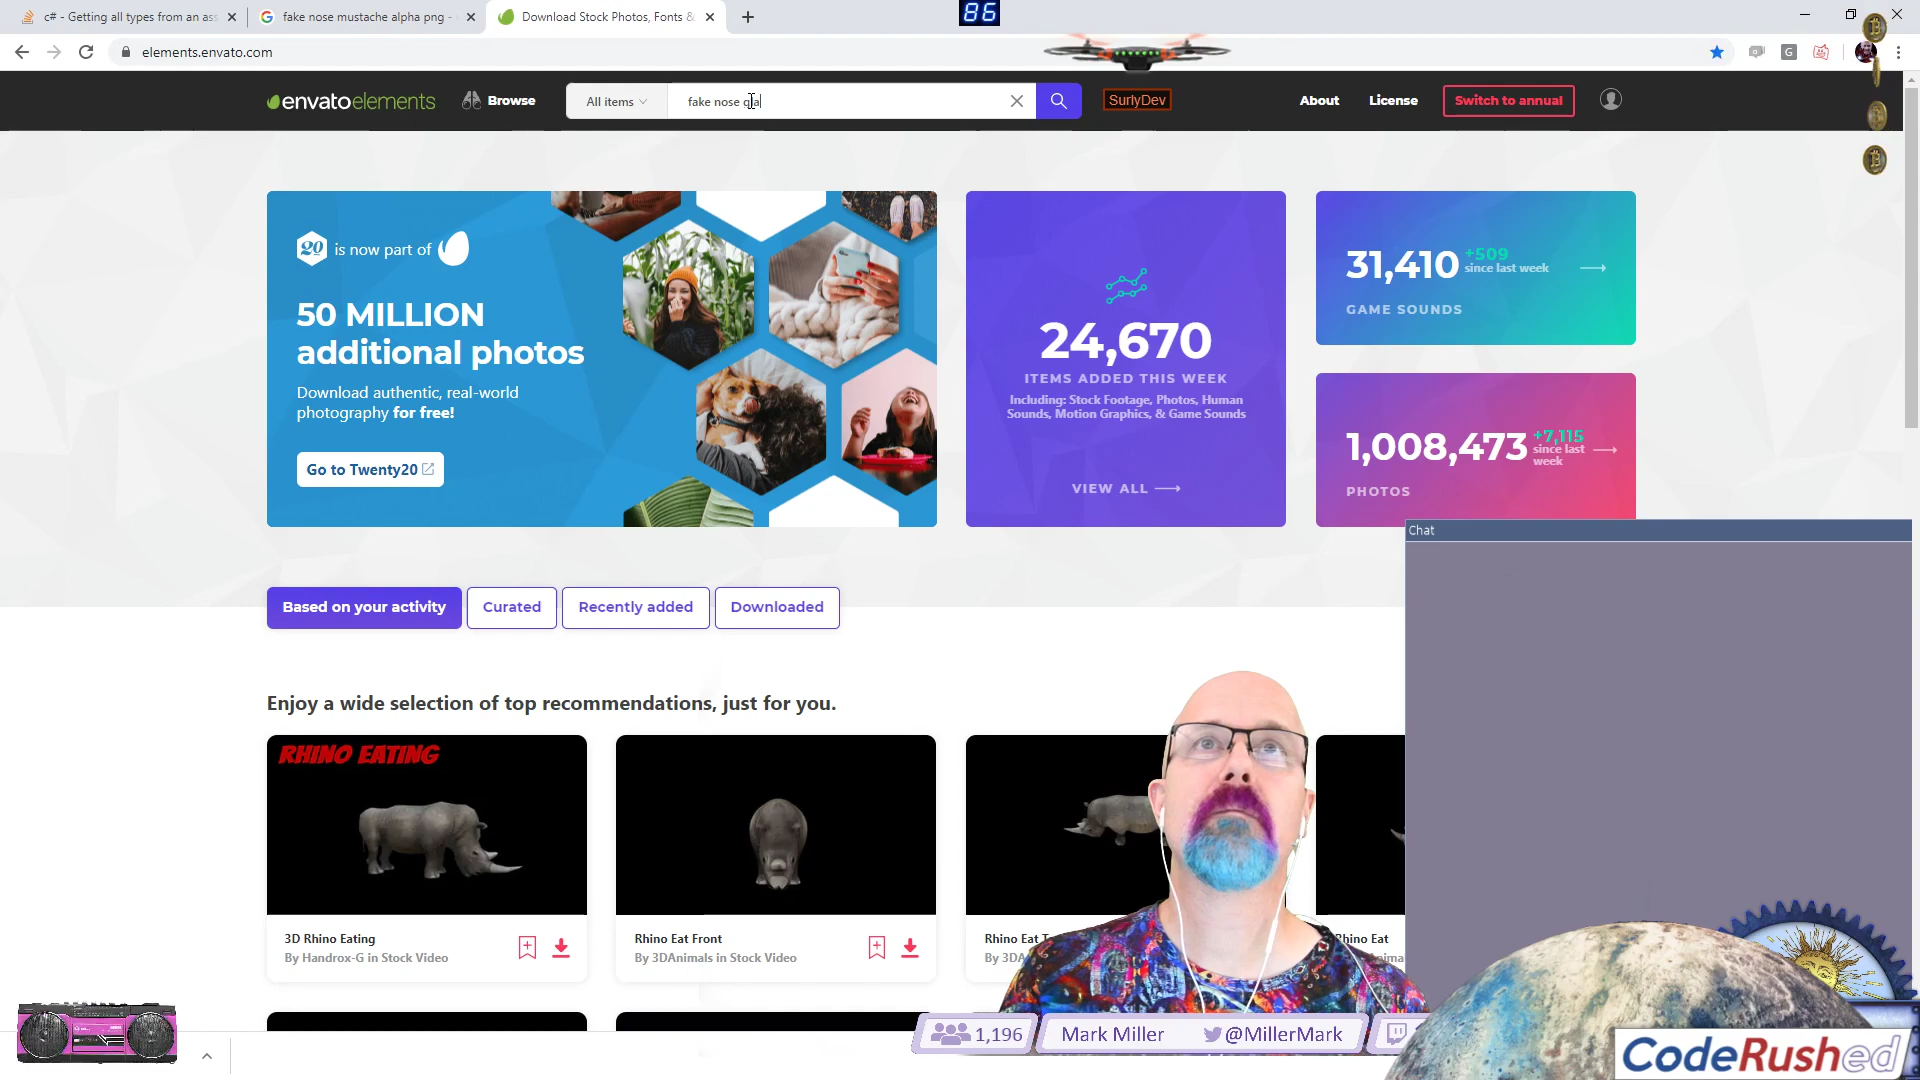 c# - Getting all types from an ass
fake nose mustache alpha png -
Download Stock Photos, Fonts &
86
elements.envato.com
envatoelements
Browse
All items
fake nose gla
SurlyDev
About
License
Switch to annual
20 is now part of
50 MILLION
additional photos
Download authentic, real-world
photography for free!
Go to Twenty20
24,670
ITEMS ADDED THIS WEEK
Including: Stock Footage, Photos, Human
Sounds, Motion Graphics, & Game Sounds
VIEW ALL
31,410 +509
since last week
GAME SOUNDS
1,008,473 +7,115
since last
week
PHOTOS
Chat
Based on your activity
Curated
Recently added
Downloaded
Enjoy a wide selection of top recommendations, just for you.
RHINO EATING
3D Rhino Eating
By Handrox-G in Stock Video
Rhino Eat Front
By 3DAnimals in Stock Video
Rhino Eat
By 3DA
Rhino Eat
1,196
Mark Miller
@MillerMark
CodeRushed